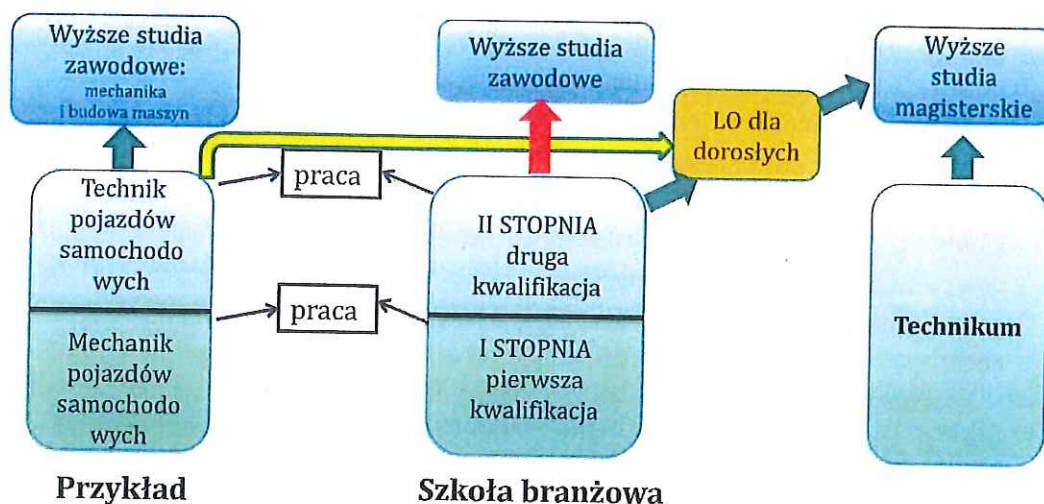 Wyższe studia
zawodowe:
mechanika
i budowa maszyn
Wyższe studia
zawodowe
Wyższe
studia
magisterskie
LO dla
dorosłych
Technik
pojazdów
samochodo
wych
praca
II STOPNIA
druga
kwalifikacja
praca
Technikum
Mechanik
pojazdów
samochodo
wych
I STOPNIA
pierwsza
kwalifikacja
Przykład
Szkoła branżowa